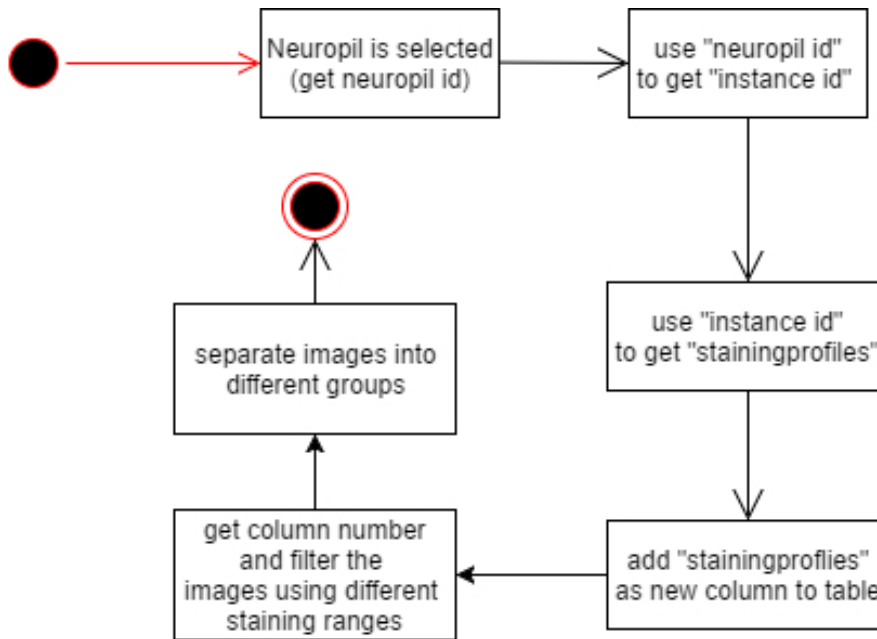 Neuropil is selected
(get neuropil id)
use "neuropil id"
to get "instance id"
use "instance id"
to get "stainingprofiles"
add "stainingproflies"
as new column to table
get column number
and filter the
images using different
staining ranges
separate images into
different groups